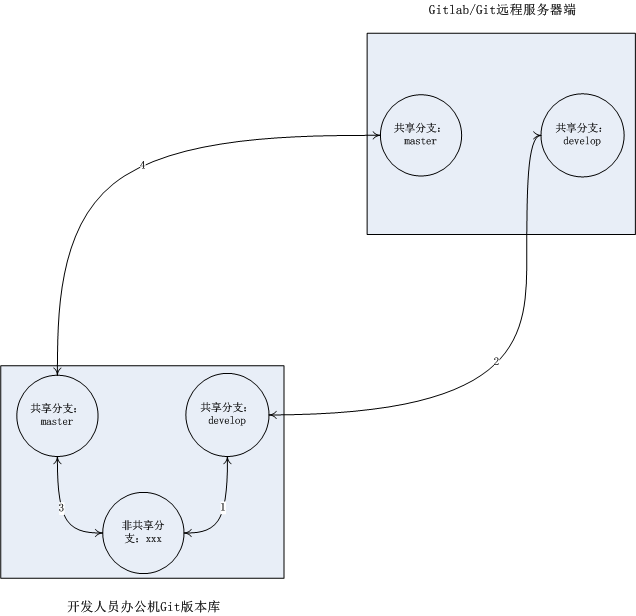 Gitlab/Git远程服务器端
共享分支：
master
共享分支：
develop
4
2
共享分支：
master
共享分支：
develop
3
1
非共享分
支：xxx
开发人员办公机Git版本库